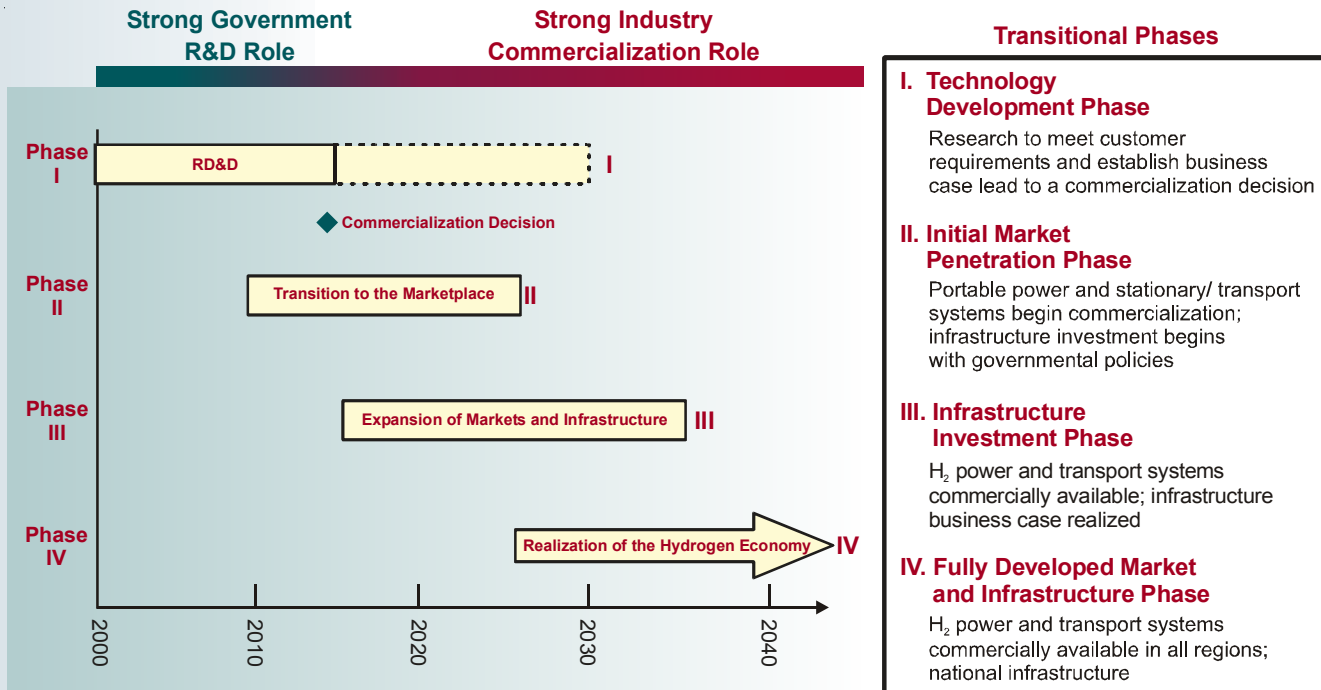 Strong Government
R&D Role
Strong Industry
Commercialization Role
Phase
I
RD&D
I
Commercialization Decision
Phase
II
Transition to the Marketplace
II
Phase
III
Expansion of Markets and Infrastructure
III
Phase
IV
Realization of the Hydrogen Economy
IV
2000
2010
2020
2030
2040
Transitional Phases
I. Technology
Development Phase
Research to meet customer
requirements and establish business
case lead to a commercialization decision
II. Initial Market
Penetration Phase
Portable power and stationary/ transport
systems begin commercialization;
infrastructure investment begins
with governmental policies
III. Infrastructure
Investment Phase
H₂ power and transport systems
commercially available; infrastructure
business case realized
IV. Fully Developed Market
and Infrastructure Phase
H₂ power and transport systems
commercially available in all regions;
national infrastructure